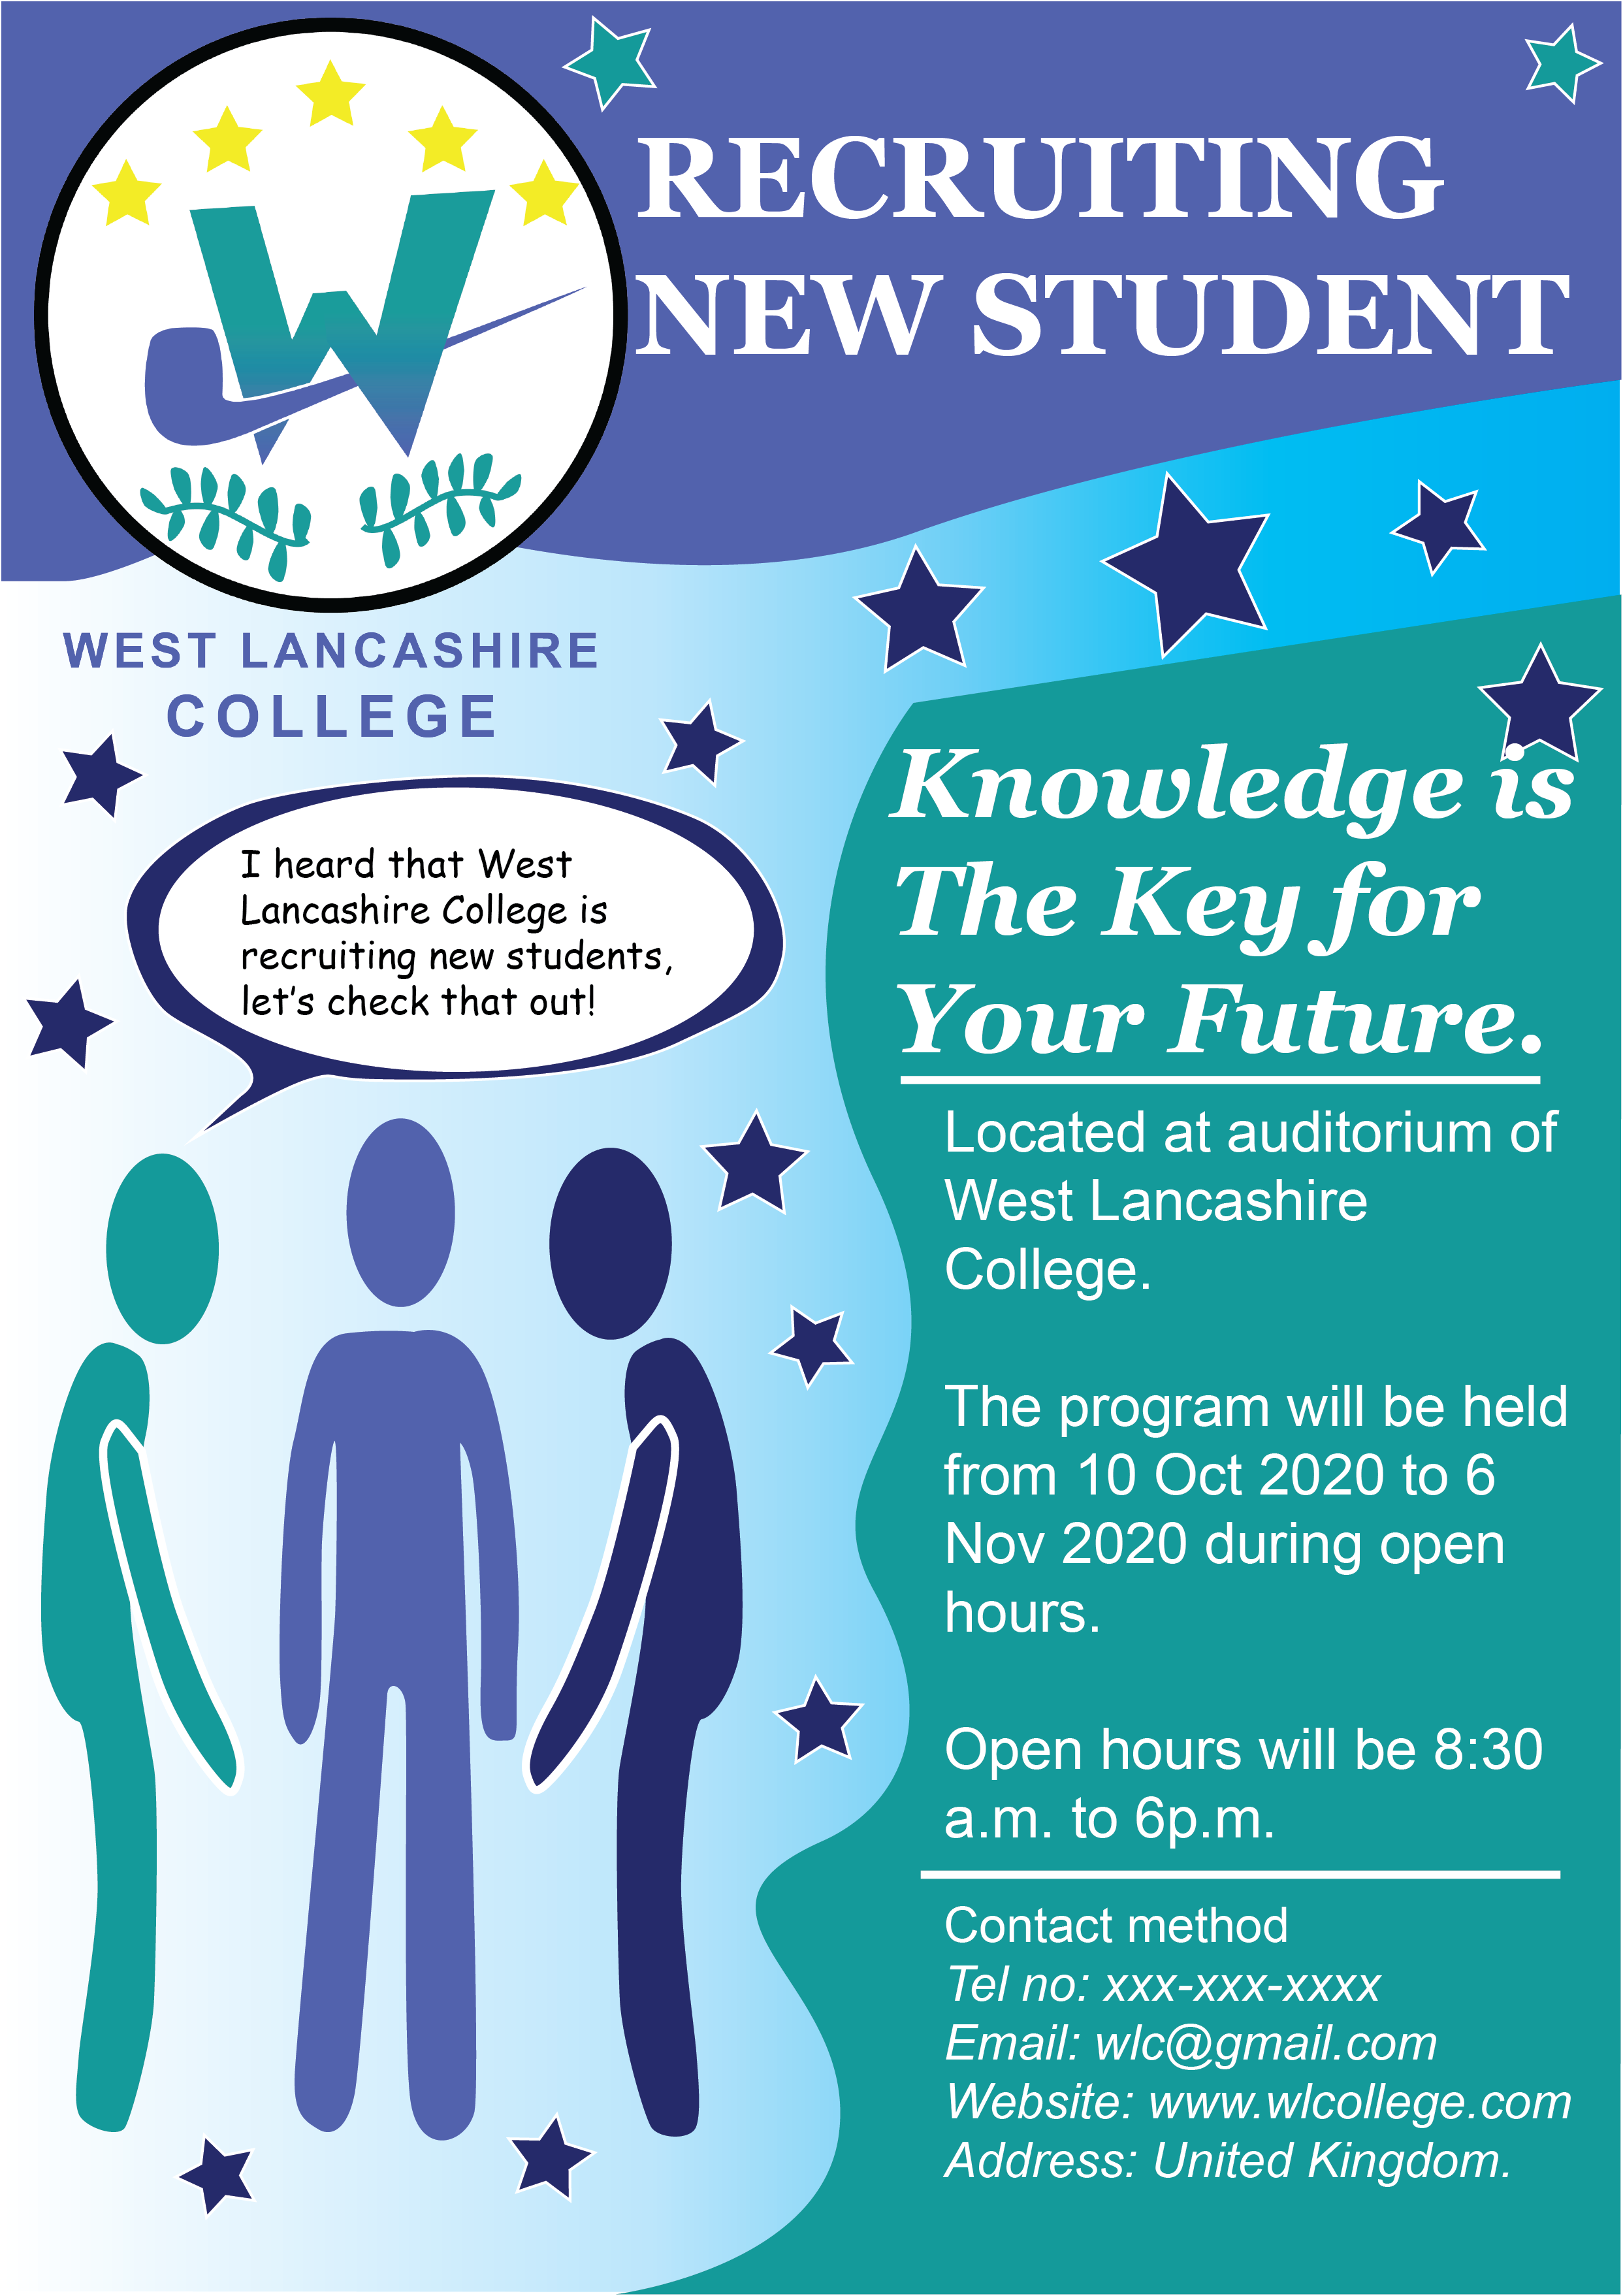 RECRUITING
NEW STUDENT
WEST LANCASHIRE
COLLEGE
I heard that West
Lancashire College is
recruiting new students,
let's check that out!
Knowledge is
The Key for
Your Future.
Located at auditorium of
West Lancashire
College.
The program will be held
from 10 Oct 2020 to 6
Nov 2020 during open
hours.
Open hours will be 8:30
a.m. to 6p.m.
Contact method
Tel no: xxx-xxx-xxxx
Email: wlc@gmail.com
Website: www.wlcollege.com
Address: United Kingdom.